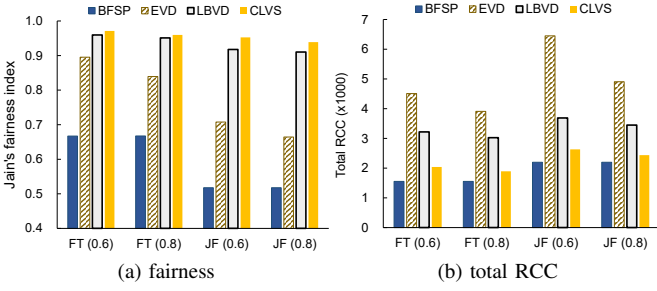 BFSP EVD LBVD CLVS
Jain's fairness index
1.0
0.9
0.8
0.7
0.6
0.5
0.4
FT (0.6) FT (0.8) JF (0.6) JF (0.8)
(a) fairness
BFSP EVD LBVD CLVS
Total RCC (x1000)
7
6
5
4
3
2
1
0
FT (0.6) FT (0.8) JF (0.6) JF (0.8)
(b) total RCC